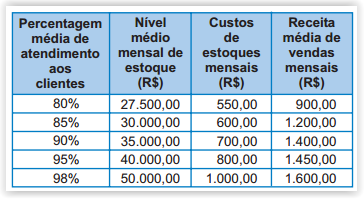 Percentagem média de atendimento aos clientes | Nível médio mensal de estoque (R$) | Custos de estoques mensais (R$) | Receita média de vendas mensais (R$)
80% | 27.500,00 | 550,00 | 900,00
85% | 30.000,00 | 600,00 | 1.200,00
90% | 35.000,00 | 700,00 | 1.400,00
95% | 40.000,00 | 800,00 | 1.450,00
98% | 50.000,00 | 1.000,00 | 1.600,00